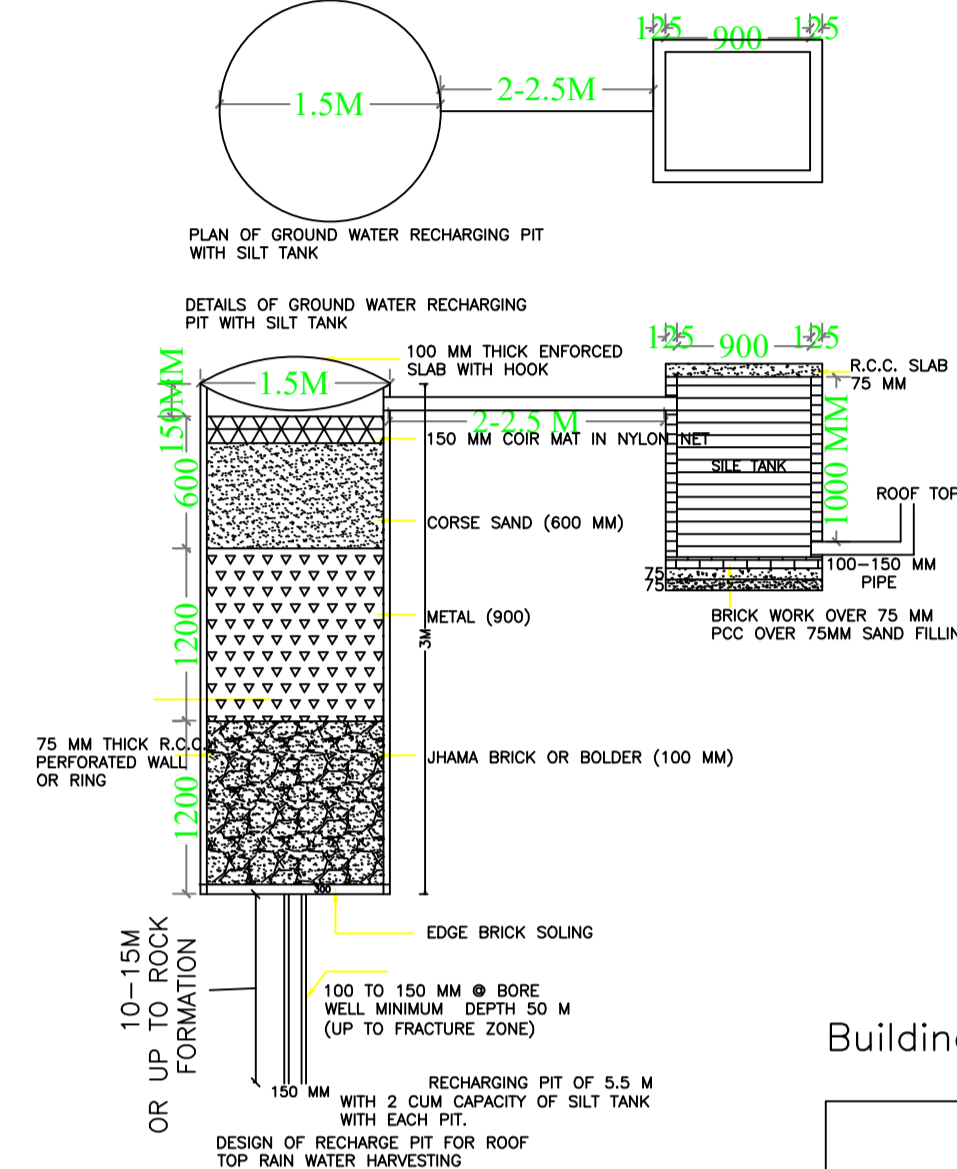 125 900 125
1.5M 2-2.5M
PLAN OF GROUND WATER RECHARGING PIT
WITH SILT TANK
DETAILS OF GROUND WATER RECHARGING
PIT WITH SILT TANK
125 900 125
100 MM THICK ENFORCED
SLAB WITH HOOK
R.C.C. SLAB
75 MM
150MM
1.5M
2-2.5 M
150 MM COIR MAT IN NYLON NET
SILE TANK
1000 MM
600
ROOF TOP
CORSE SAND (600 MM)
100-150 MM
PIPE
75
75
METAL (900)
BRICK WORK OVER 75 MM
PCC OVER 75MM SAND FILLIN
1200
3M
75 MM THICK R.C.C.
PERFORATED WALL
OR RING
JHAMA BRICK OR BOLDER (100 MM)
1200
300
EDGE BRICK SOLING
10-15M
OR UP TO ROCK
FORMATION
100 TO 150 MM @ BORE
WELL MINIMUM DEPTH 50 M
(UP TO FRACTURE ZONE)
Building
150 MM
RECHARGING PIT OF 5.5 M
WITH 2 CUM CAPACITY OF SILT TANK
WITH EACH PIT.
DESIGN OF RECHARGE PIT FOR ROOF
TOP RAIN WATER HARVESTING